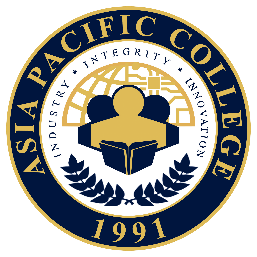 ASIA PACIFIC COLLEGE
INDUSTRY • INTEGRITY • INNOVATION
1991